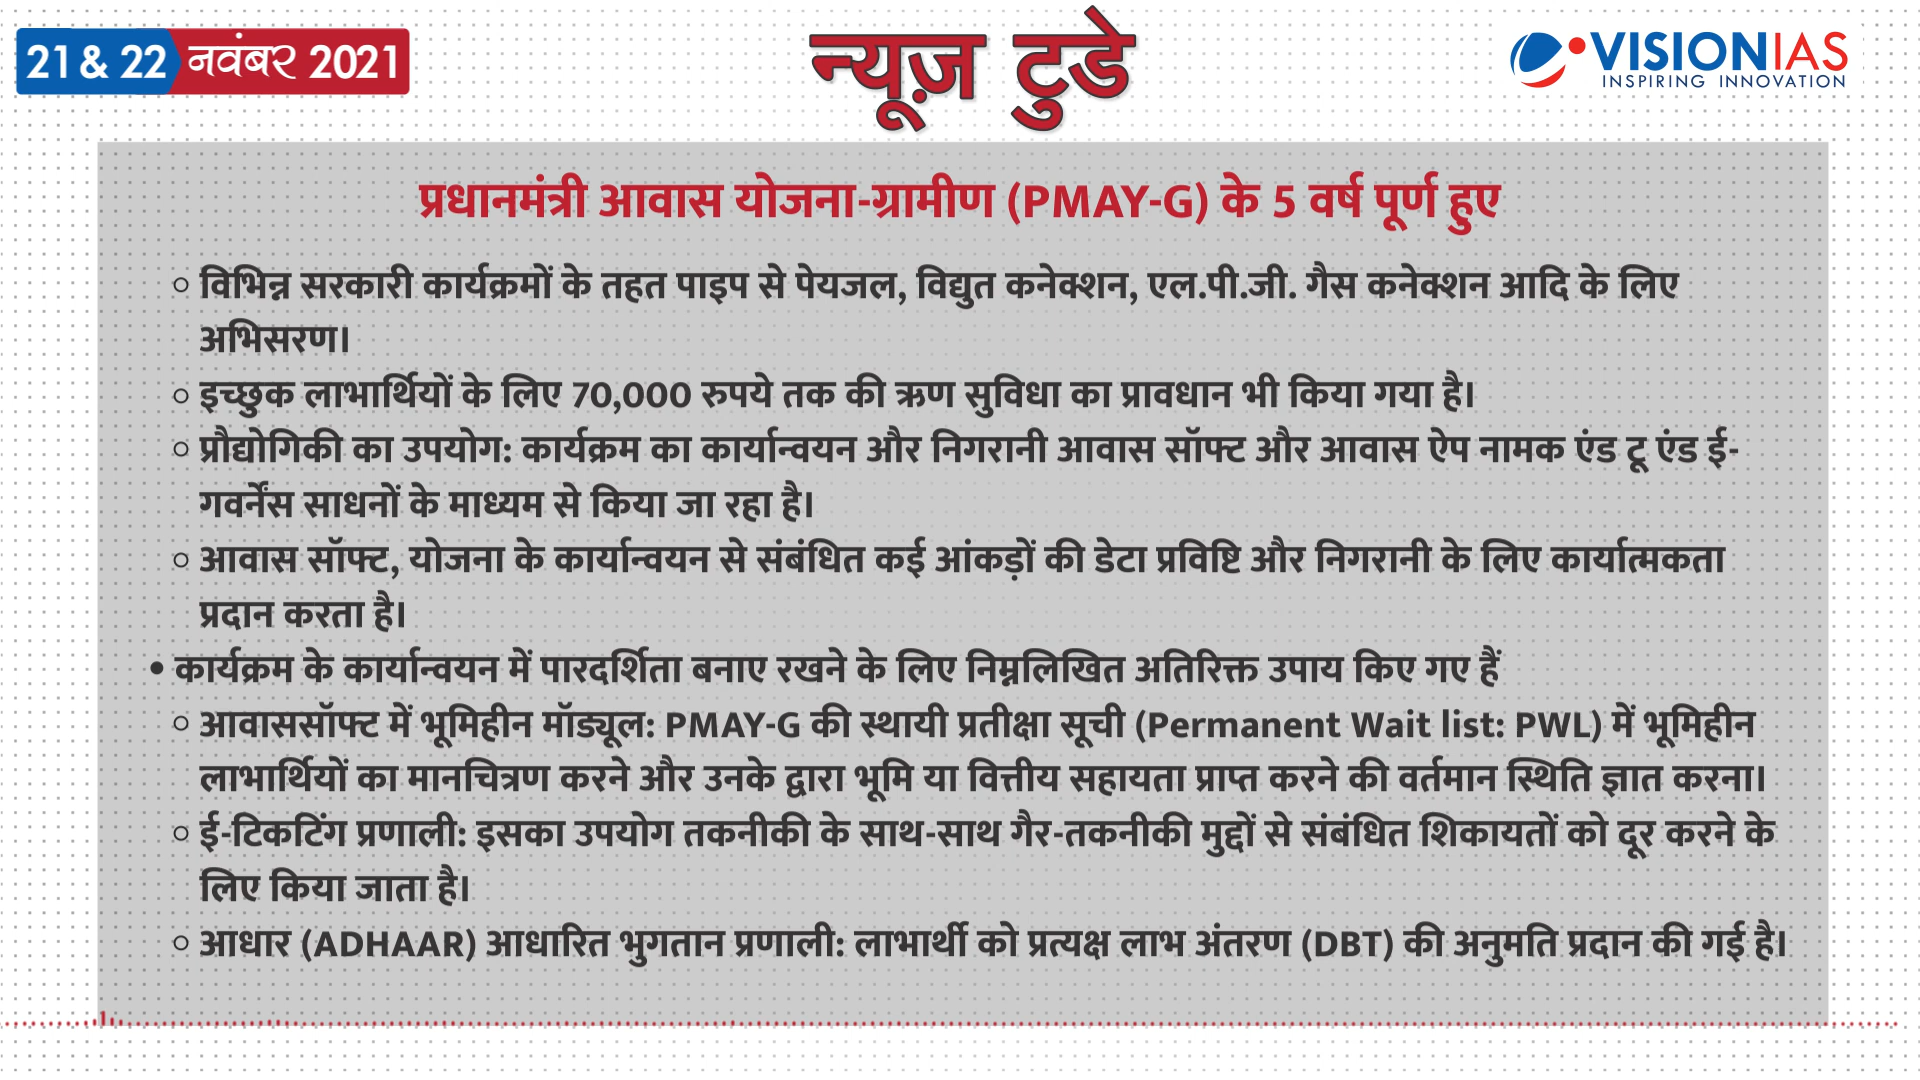 21 & 22 नवंबर 2021
न्यूज़ टुडे
VISIONIAS
INSPIRING INNOVATION
प्रधानमंत्री आवास योजना-ग्रामीण (PMAY-G) के 5 वर्ष पूर्ण हुए
○ विभिन्न सरकारी कार्यक्रमों के तहत पाइप से पेयजल, विद्युत कनेक्शन, एल.पी.जी. गैस कनेक्शन आदि के लिए
अभिसरण।
○ इच्छुक लाभार्थियों के लिए 70,000 रुपये तक की ऋण सुविधा का प्रावधान भी किया गया है।
○ प्रौद्योगिकी का उपयोग: कार्यक्रम का कार्यान्वयन और निगरानी आवास सॉफ्ट और आवास ऐप नामक एंड टू एंड ई-
गवर्नेंस साधनों के माध्यम से किया जा रहा है।
○ आवास सॉफ्ट, योजना के कार्यान्वयन से संबंधित कई आंकड़ों की डेटा प्रविष्टि और निगरानी के लिए कार्यात्मकता
प्रदान करता है।
• कार्यक्रम के कार्यान्वयन में पारदर्शिता बनाए रखने के लिए निम्नलिखित अतिरिक्त उपाय किए गए हैं
○ आवाससॉफ्ट में भूमिहीन मॉड्यूल: PMAY-G की स्थायी प्रतीक्षा सूची (Permanent Wait list: PWL) में भूमिहीन
लाभार्थियों का मानचित्रण करने और उनके द्वारा भूमि या वित्तीय सहायता प्राप्त करने की वर्तमान स्थिति ज्ञात करना।
○ ई-टिकटिंग प्रणाली: इसका उपयोग तकनीकी के साथ-साथ गैर-तकनीकी मुद्दों से संबंधित शिकायतों को दूर करने के
लिए किया जाता है।
○ आधार (ADHAAR) आधारित भुगतान प्रणाली: लाभार्थी को प्रत्यक्ष लाभ अंतरण (DBT) की अनुमति प्रदान की गई है।